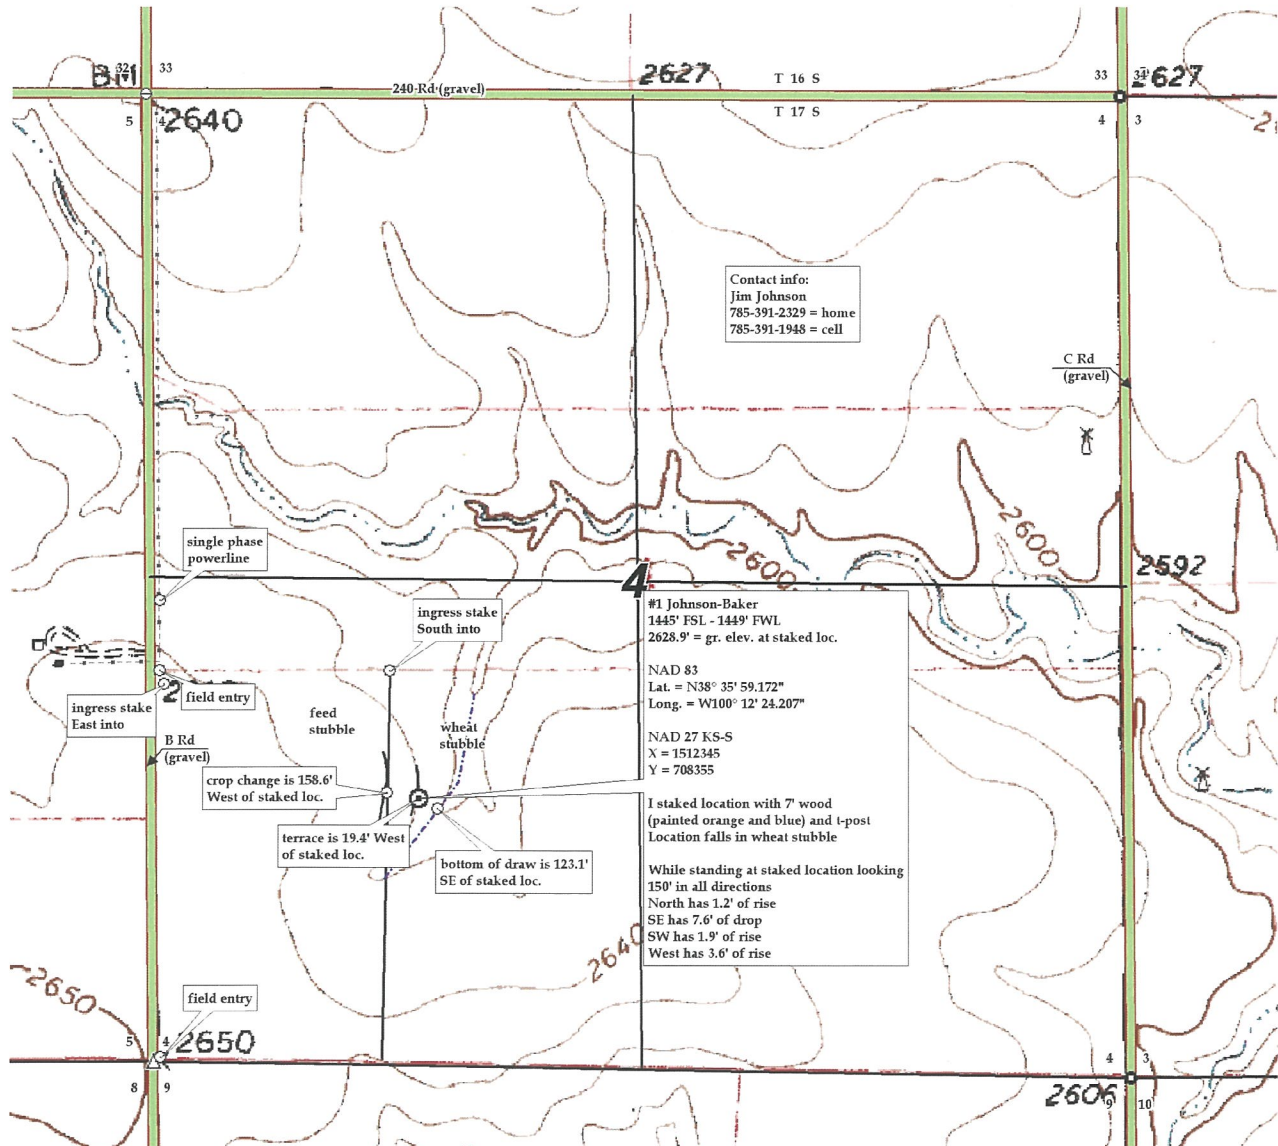 32
33
33
34
2627
2627
T 16 S
240 Rd (gravel)
T 17 S
5
4
2640
4
3
Contact info:
Jim Johnson
785-391-2329 = home
785-391-1948 = cell
C Rd
(gravel)
2600
single phase
powerline
2600
2592
4
ingress stake
South into
#1 Johnson-Baker
1445' FSL - 1449' FWL
2628.9' = gr. elev. at staked loc.
NAD 83
Lat. = N38° 35' 59.172"
Long. = W100° 12' 24.207"
NAD 27 KS-S
X = 1512345
Y = 708355
I staked location with 7' wood
(painted orange and blue) and t-post
Location falls in wheat stubble
While standing at staked location looking
150' in all directions
North has 1.2' of rise
SE has 7.6' of drop
SW has 1.9' of rise
West has 3.6' of rise
field entry
ingress stake
East into
feed
stubble
wheat
stubble
B Rd
(gravel)
crop change is 158.6'
West of staked loc.
terrace is 19.4' West
of staked loc.
bottom of draw is 123.1'
SE of staked loc.
2640
2650
field entry
5
4
2650
8
9
4
3
2606
9
10